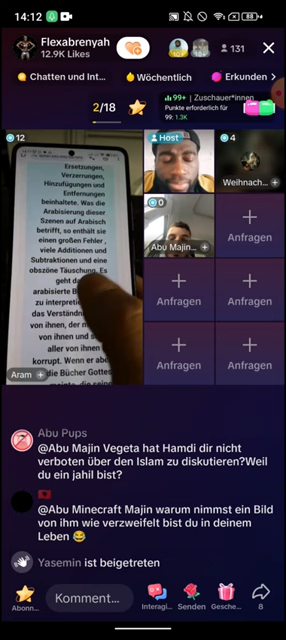 14:12
88
Flexabrenyah
12.9K Likes
131
Chatten und Int...
Wöchentlich
Erkunden
2/18
99+ | Zuschauer*innen
Punkte erforderlich für
99: 1.3K
12
Ersetzungen,
Verzerrungen,
Hinzufügungen und
Entfernungen
beinhaltete. Was die
Arabisierung dieser
Szenen auf Arabisch
betrifft, so enthält sie
einen großen Fehler ,
viele Additionen und
Subtraktionen und eine
obszöne Täuschung. Es
geht
arabisierte
zu interpretie
das Verständn
von ihnen, der m
von ihnen und s
aller von ihnen
korrupt. Wenn er abe
die Bücher Gottes
Aram +
Host
4
Weihnach... +
0
Abu Majin... +
Anfragen
Anfragen
Anfragen
Anfragen
Anfragen
Abu Pups
@Abu Majin Vegeta hat Hamdi dir nicht
verboten über den Islam zu diskutieren?Weil
du ein jahil bist?
@Abu Minecraft Majin warum nimmst ein Bild
von ihm wie verzweifelt bist du in deinem
Leben 😂
Yasemin ist beigetreten
Kommentar...
Abonn...
Interagi...
Senden
Gesche...
8